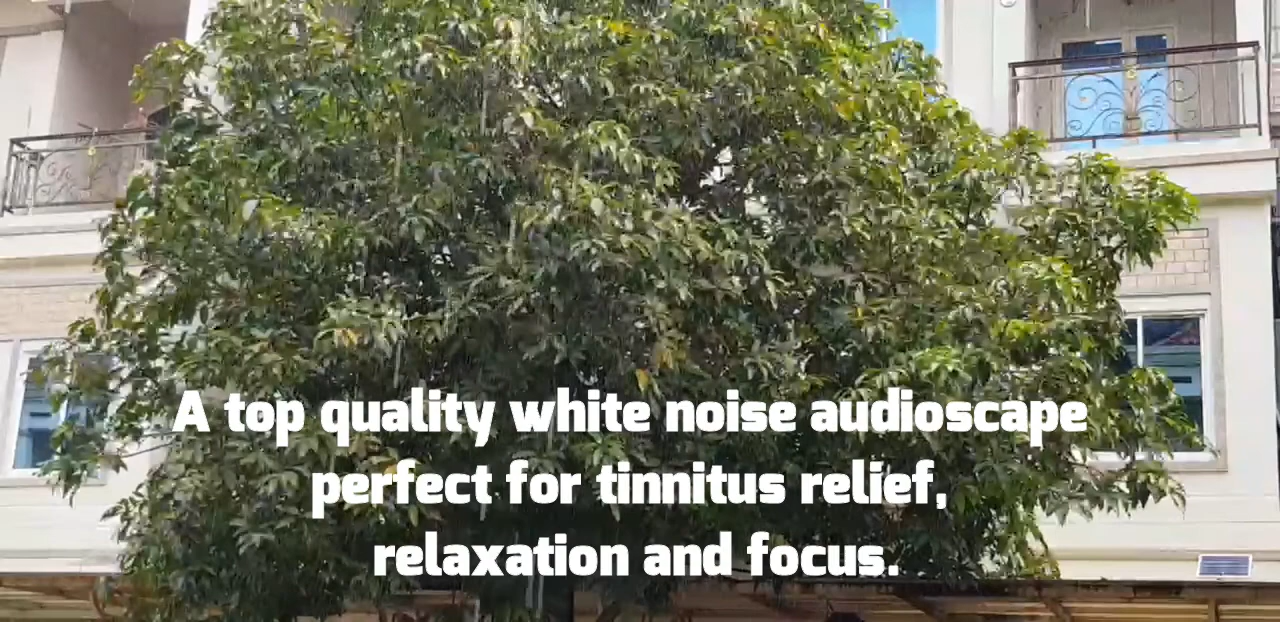 A top quality white noise audioscape
perfect for tinnitus relief,
relaxation and focus.